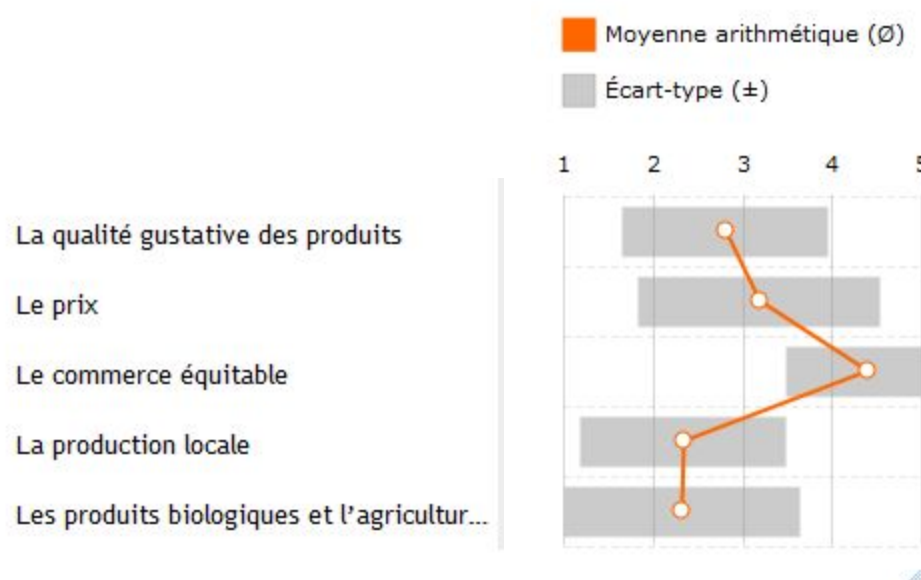 Moyenne arithmétique (Ø)
Écart-type (±)
1 2 3 4 5
La qualité gustative des produits
Le prix
Le commerce équitable
La production locale
Les produits biologiques et l’agricultur...